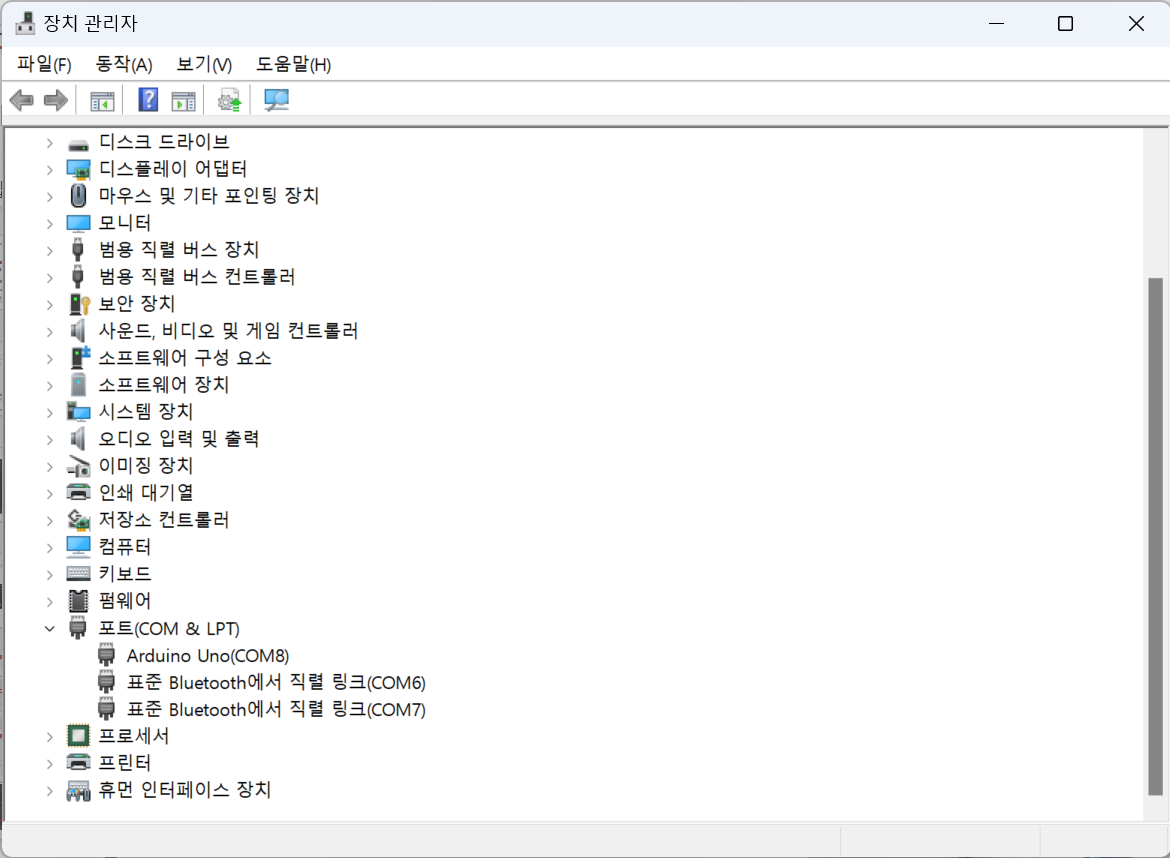 장치 관리자
파일(F) 동작(A) 보기(V) 도움말(H)
디스크 드라이브
디스플레이 어댑터
마우스 및 기타 포인팅 장치
모니터
범용 직렬 버스 장치
범용 직렬 버스 컨트롤러
보안 장치
사운드, 비디오 및 게임 컨트롤러
소프트웨어 구성 요소
소프트웨어 장치
시스템 장치
오디오 입력 및 출력
이미징 장치
인쇄 대기열
저장소 컨트롤러
컴퓨터
키보드
펌웨어
포트(COM & LPT)
Arduino Uno(COM8)
표준 Bluetooth에서 직렬 링크(COM6)
표준 Bluetooth에서 직렬 링크(COM7)
프로세서
프린터
휴먼 인터페이스 장치